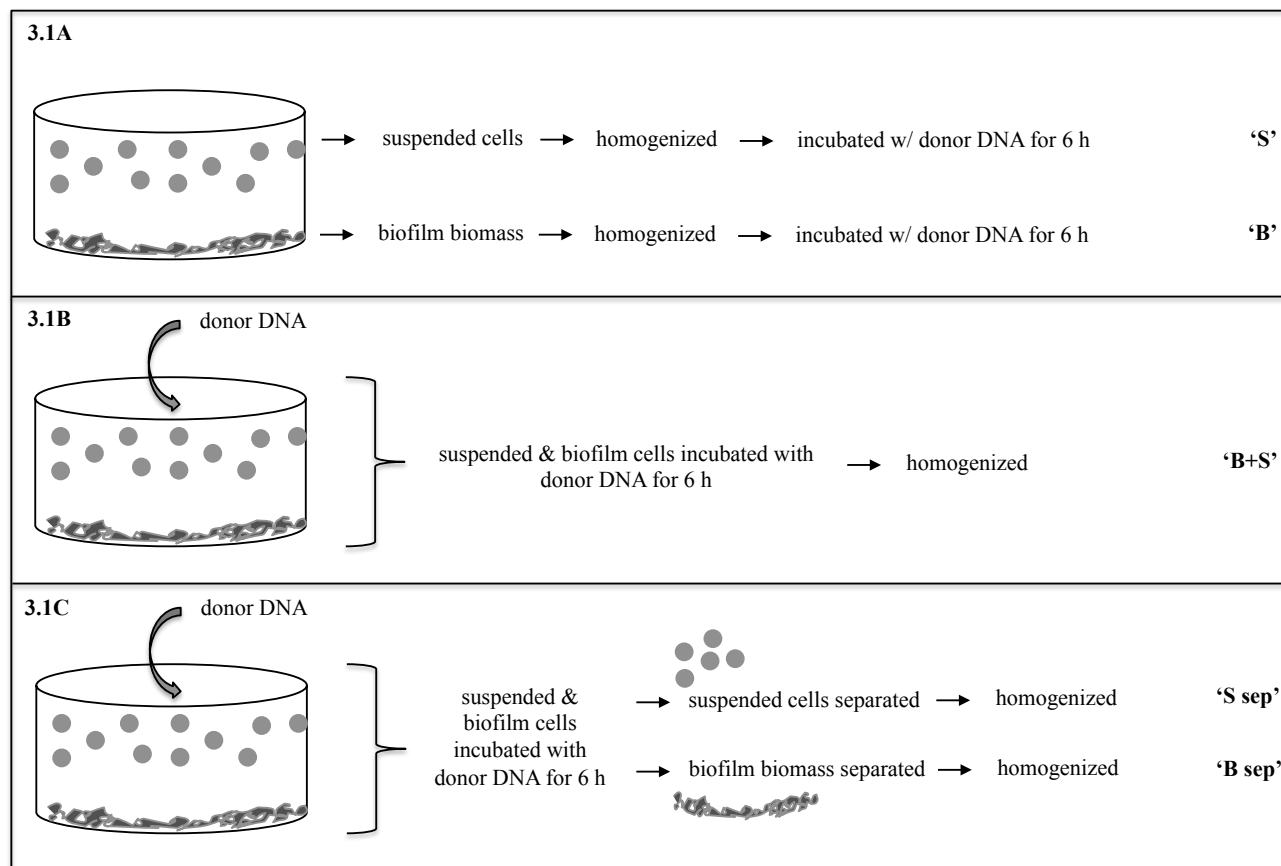 3.1A
suspended cells → homogenized → incubated w/ donor DNA for 6 h ‘S’
biofilm biomass → homogenized → incubated w/ donor DNA for 6 h ‘B’
3.1B
donor DNA
suspended & biofilm cells incubated with
donor DNA for 6 h → homogenized ‘B+S’
3.1C
donor DNA
suspended &
biofilm cells
incubated with
donor DNA for 6 h
suspended cells separated → homogenized ‘S sep’
biofilm biomass separated → homogenized ‘B sep’